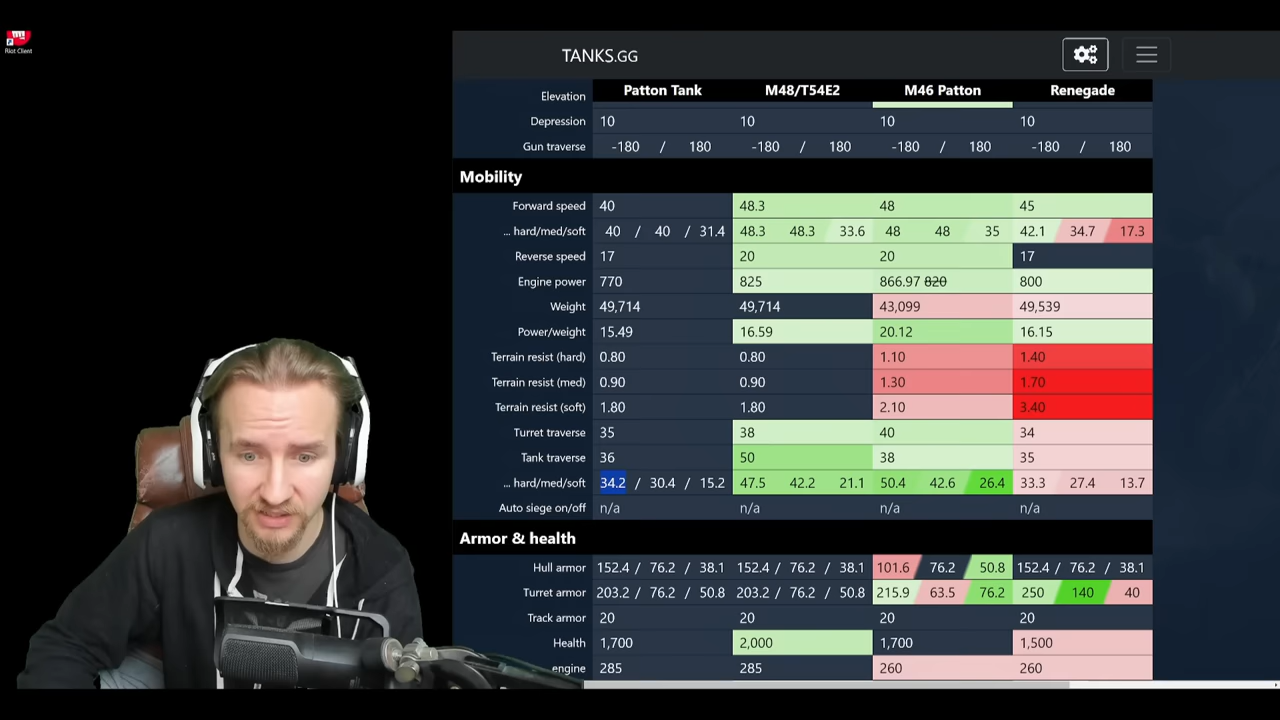 Riot Client
TANKS.GG
Patton Tank M48/T54E2 M46 Patton Renegade
Elevation
Depression 10 10 10 10
Gun traverse -180 / 180 -180 / 180 -180 / 180 -180 / 180
Mobility
Forward speed 40 48.3 48 45
... hard/med/soft 40 / 40 / 31.4 48.3 48.3 33.6 48 48 35 42.1 34.7 17.3
Reverse speed 17 20 20 17
Engine power 770 825 866.97 820 800
Weight 49,714 49,714 43,099 49,539
Power/weight 15.49 16.59 20.12 16.15
Terrain resist (hard) 0.80 0.80 1.10 1.40
Terrain resist (med) 0.90 0.90 1.30 1.70
Terrain resist (soft) 1.80 1.80 2.10 3.40
Turret traverse 35 38 40 34
Tank traverse 36 50 38 35
... hard/med/soft 34.2 / 30.4 / 15.2 47.5 42.2 21.1 50.4 42.6 26.4 33.3 27.4 13.7
Auto siege on/off n/a n/a n/a n/a
Armor & health
Hull armor 152.4 / 76.2 / 38.1 152.4 / 76.2 / 38.1 101.6 76.2 50.8 152.4 / 76.2 / 38.1
Turret armor 203.2 / 76.2 / 50.8 203.2 / 76.2 / 50.8 215.9 63.5 76.2 250 140 40
Track armor 20 20 20 20
Health 1,700 2,000 1,700 1,500
engine 285 285 260 260